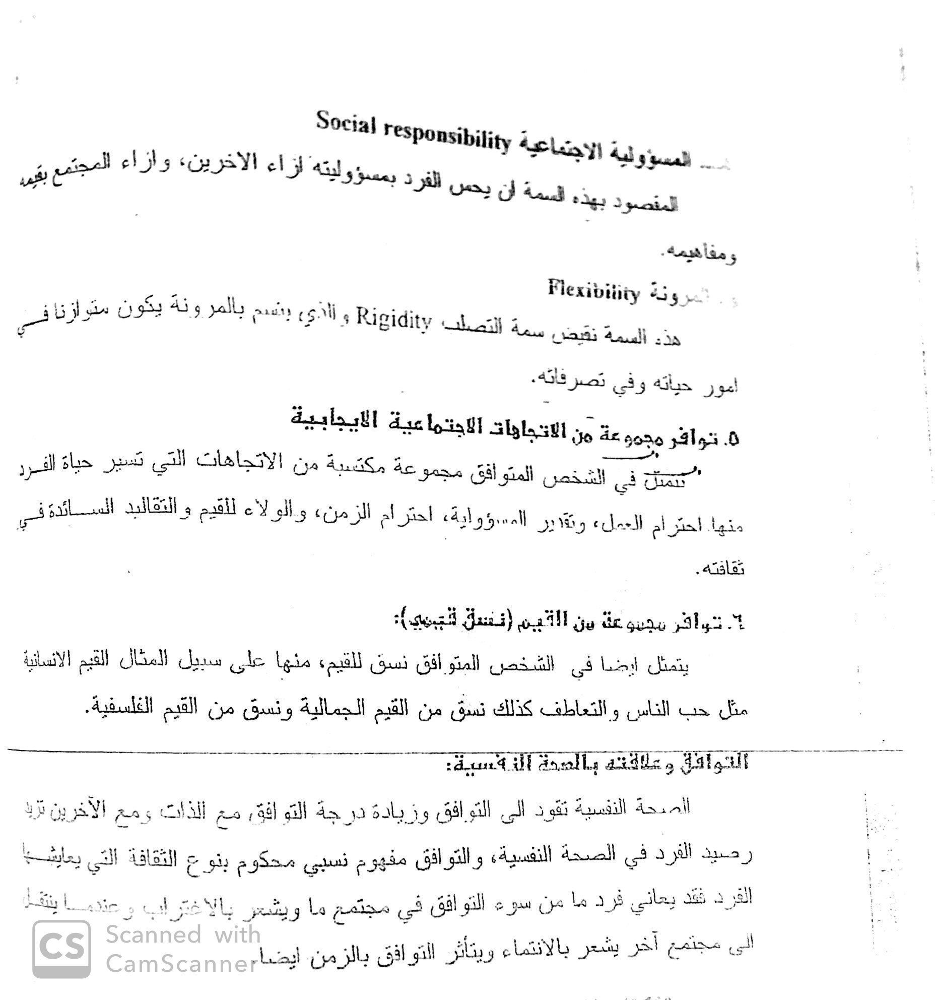 المسؤولية الاجتماعية Social responsibility
المقصود بهذه السمة ان يحس الفرد بمسؤوليته ازاء الاخرين، وازاء المجتمع بقيمه
ومفاهيمه.
المرونة Flexibility
هذه السمة نقيض سمة التصلب Rigidity والذي يتسم بالمرونة يكون متوازنا في
امور حياته وفي تصرفاته.
٥. توافر مجموعة من الاتجاهات الاجتماعية الايجابية
تتمثل في الشخص المتوافق مجموعة مكتسبة من الاتجاهات التي تسير حياة الفرد
منها احترام العمل، وتقدير المسؤولية، احترام الزمن، والولاء للقيم والتقاليد السائدة في
ثقافته.
٦. توافر مجموعة من القيم (نسق قيمي):
يتمثل ايضا في الشخص المتوافق نسق للقيم، منها على سبيل المثال القيم الانسانية
مثل حب الناس والتعاطف كذلك نسق من القيم الجمالية ونسق من القيم الفلسفية.
التوافق وعلاقته بالصحة النفسية:
الصحة النفسية تقود الى التوافق وزيادة درجة التوافق مع الذات ومع الآخرين تزيد
رصيد الفرد في الصحة النفسية، والتوافق مفهوم نسبي محكوم بنوع الثقافة التي يعايشها
الفرد فقد يعاني فرد ما من سوء التوافق في مجتمع ما ويشعر بالاغتراب وعندما ينتقل
الى مجتمع آخر يشعر بالانتماء ويتأثر التوافق بالزمن ايضا.
CS Scanned with
CamScanner